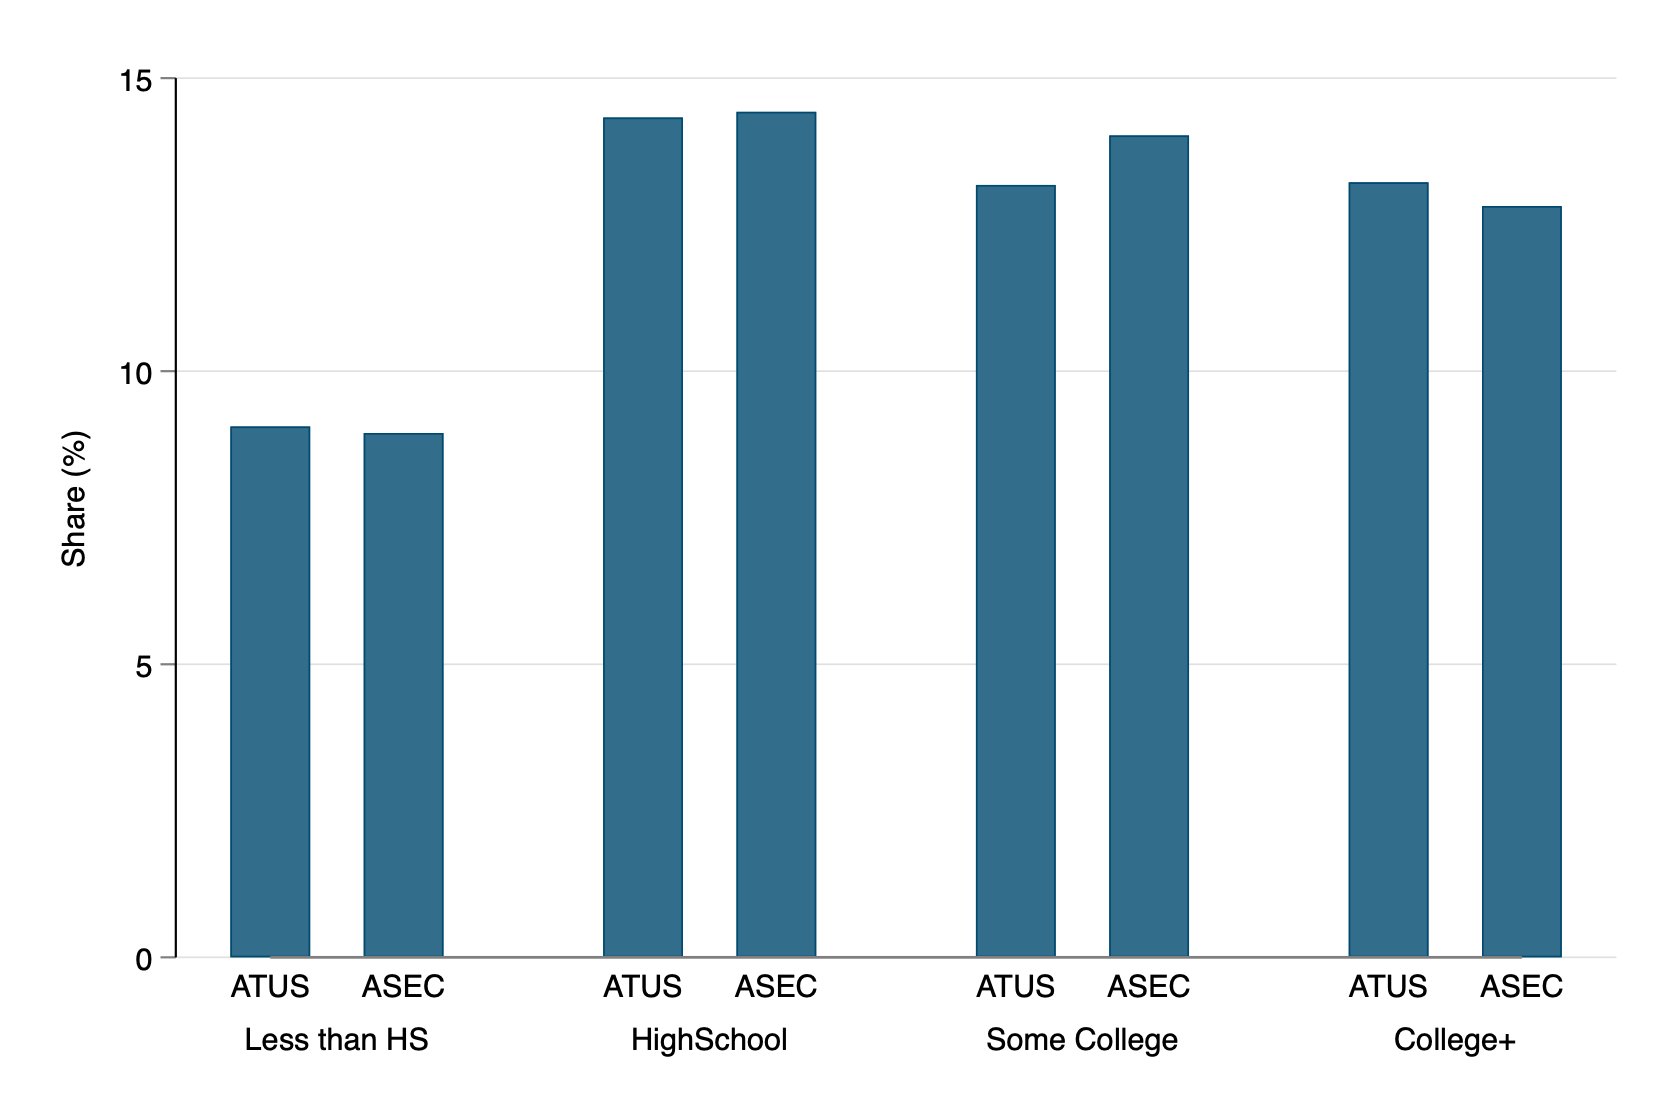 Share (%)
15
10
5
0
ATUS ASEC ATUS ASEC ATUS ASEC ATUS ASEC
Less than HS HighSchool Some College College+